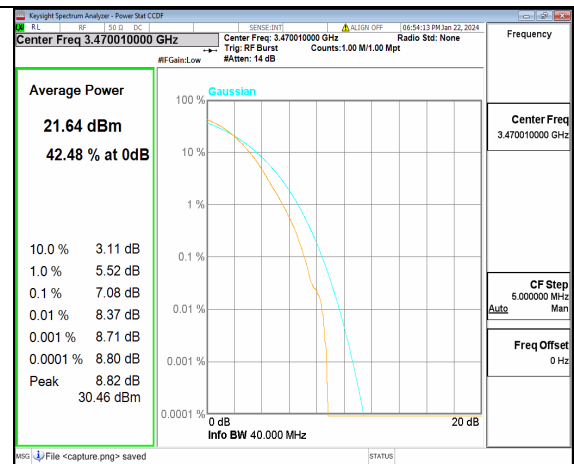 Keysight Spectrum Analyzer - Power Stat CCDF
RL RF 50 Ω DC SENSE:INT ALIGN OFF 06:54:13 PM Jan 22, 2024
Center Freq 3.470010000 GHz
Center Freq: 3.470010000 GHz Radio Std: None
Trig: RF Burst Counts:1.00 M/1.00 Mpt
#IFGain:Low #Atten: 14 dB
Frequency
Center Freq
3.470010000 GHz
CF Step
5.000000 MHz
Auto Man
Freq Offset
0 Hz
Average Power
21.64 dBm
42.48 % at 0dB
10.0 % 3.11 dB
1.0 % 5.52 dB
0.1 % 7.08 dB
0.01 % 8.37 dB
0.001 % 8.71 dB
0.0001 % 8.80 dB
Peak 8.82 dB
30.46 dBm
Gaussian
100 %
10 %
1 %
0.1 %
0.01 %
0.001 %
0.0001 %
0 dB 20 dB
Info BW 40.000 MHz
MSG File <capture.png> saved STATUS